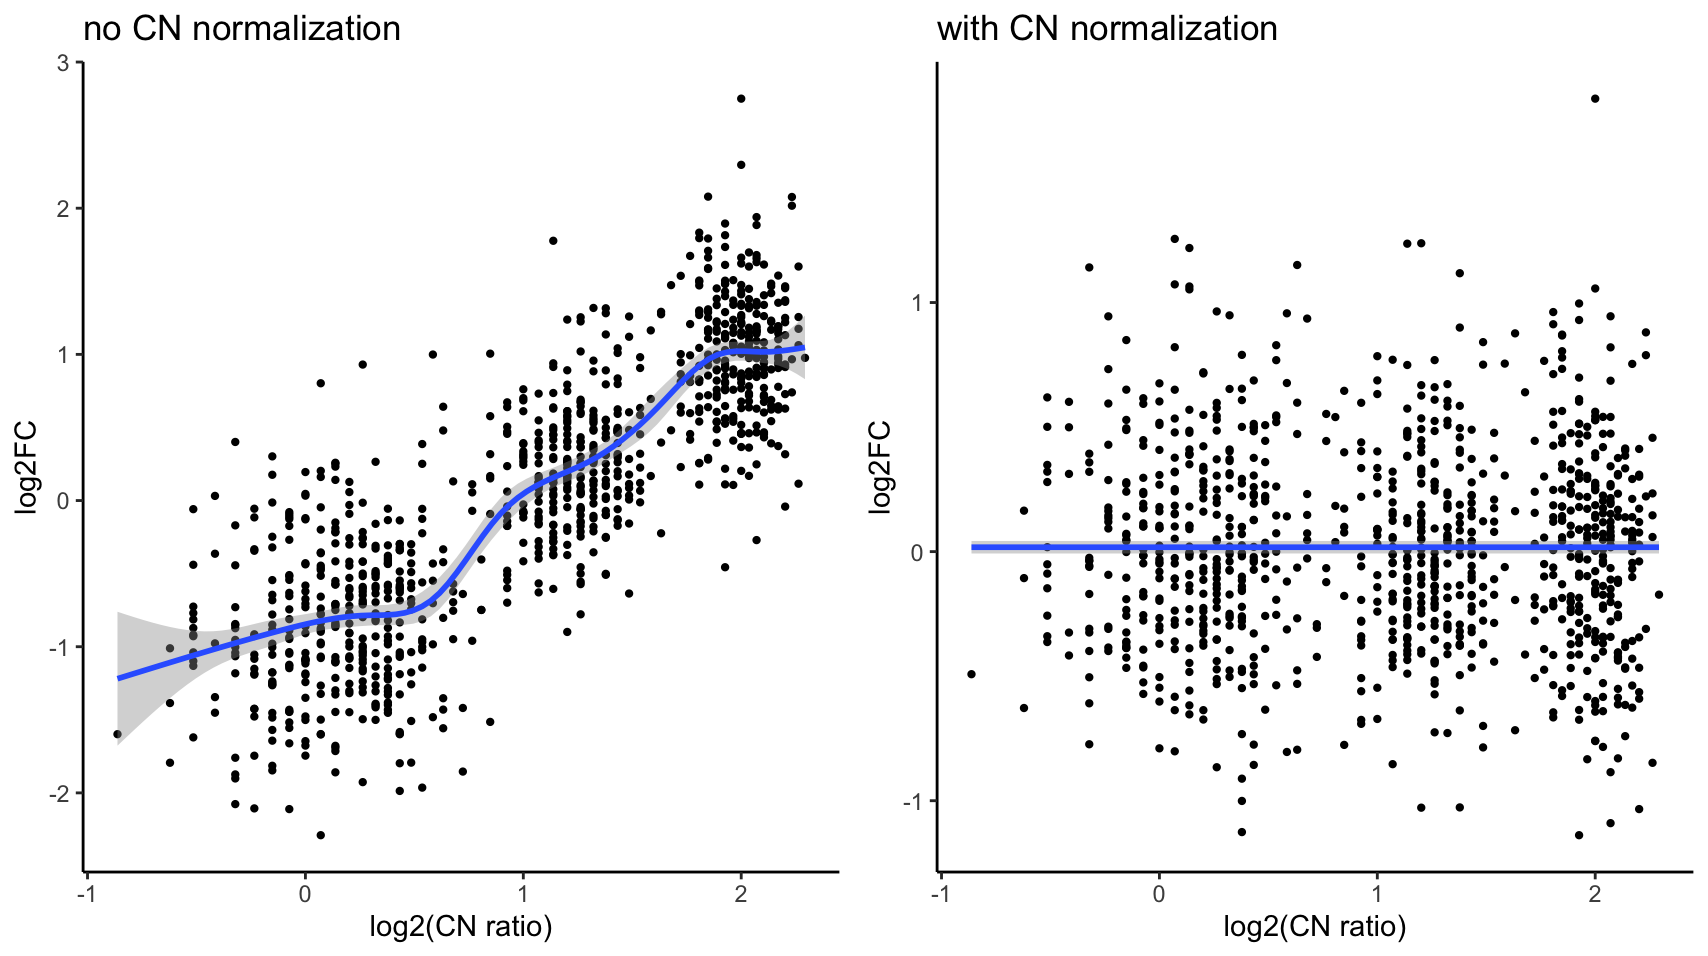 no CN normalization
3
2
1
0
-1
-2
log2FC
-1 0 1 2
log2(CN ratio)
with CN normalization
1
0
-1
log2FC
-1 0 1 2
log2(CN ratio)